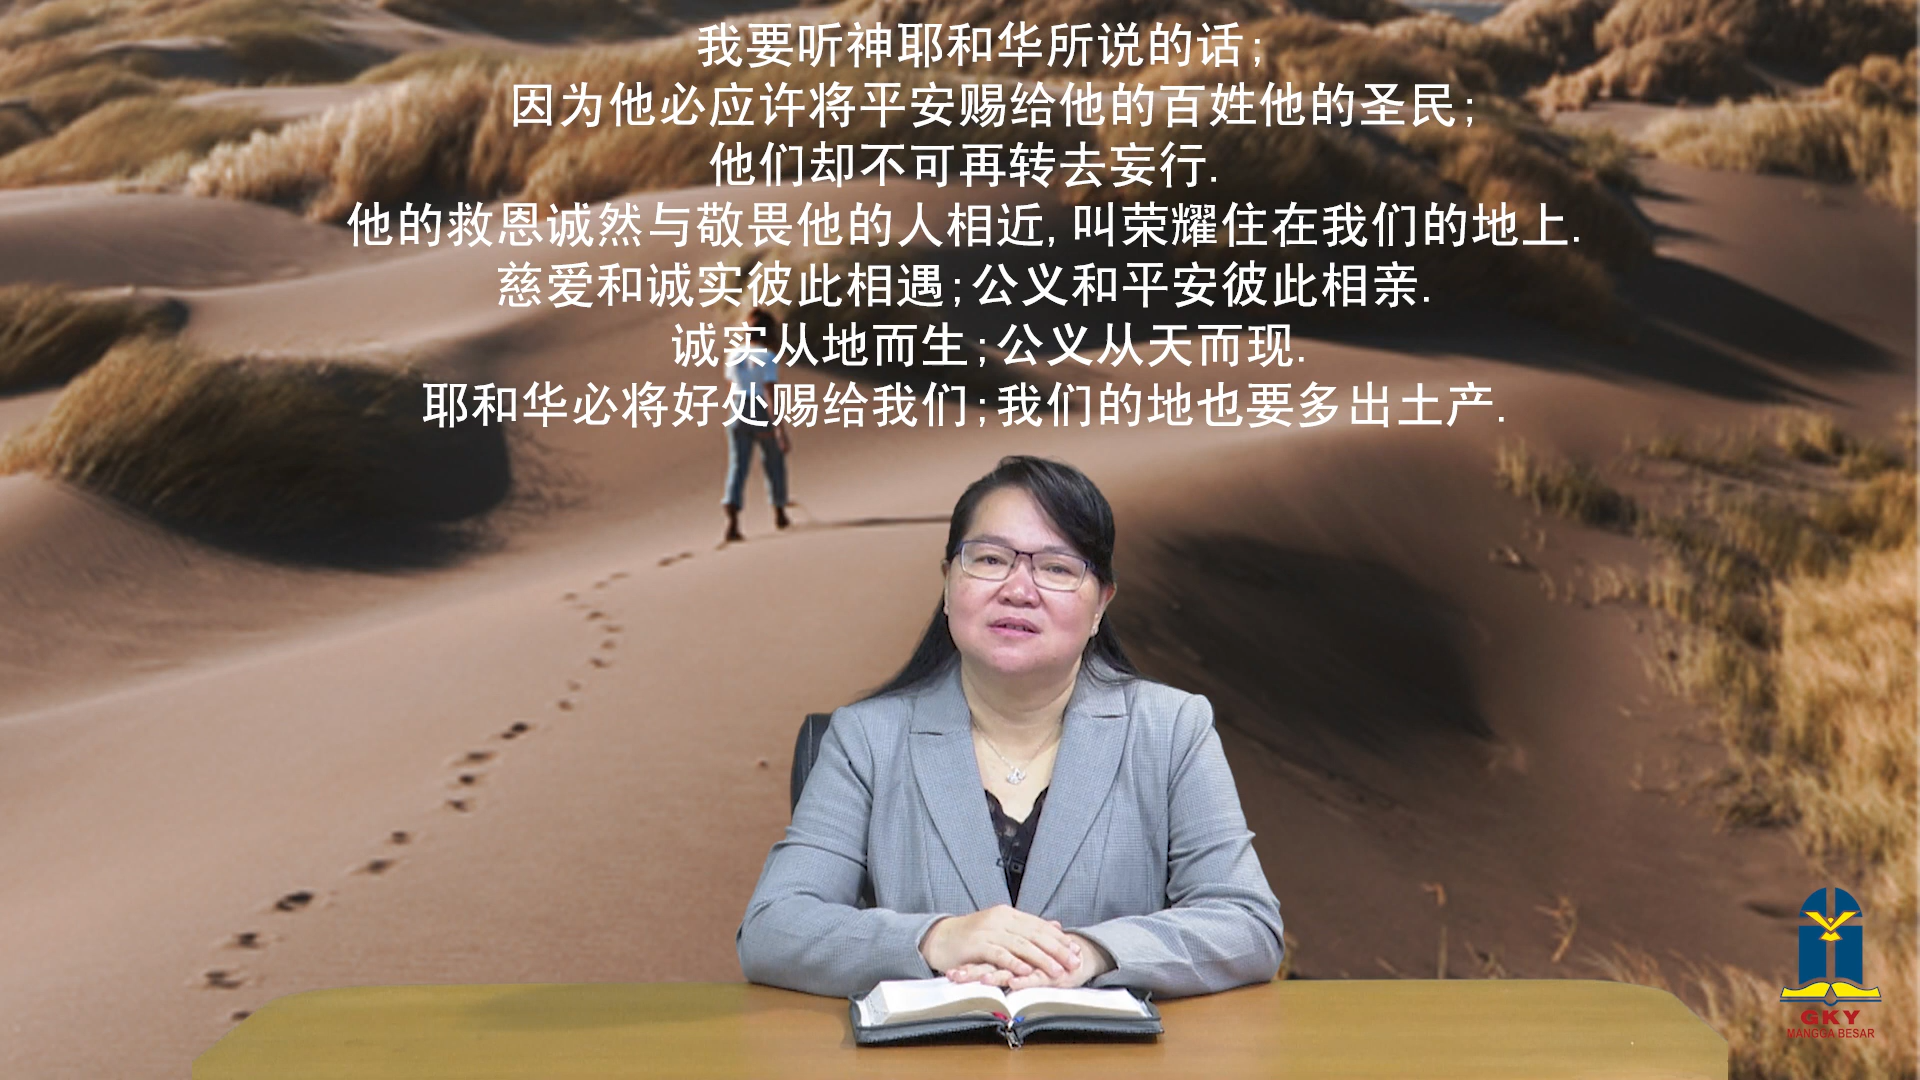 我要听神耶和华所说的话;
因为他必应许将平安赐给他的百姓他的圣民;
他们却不可再转去妄行.
他的救恩诚然与敬畏他的人相近,叫荣耀住在我们的地上.
慈爱和诚实彼此相遇;公义和平安彼此相亲.
诚实从地而生;公义从天而现.
耶和华必将好处赐给我们;我们的地也要多出土产.
GKY
MANGGA BESAR